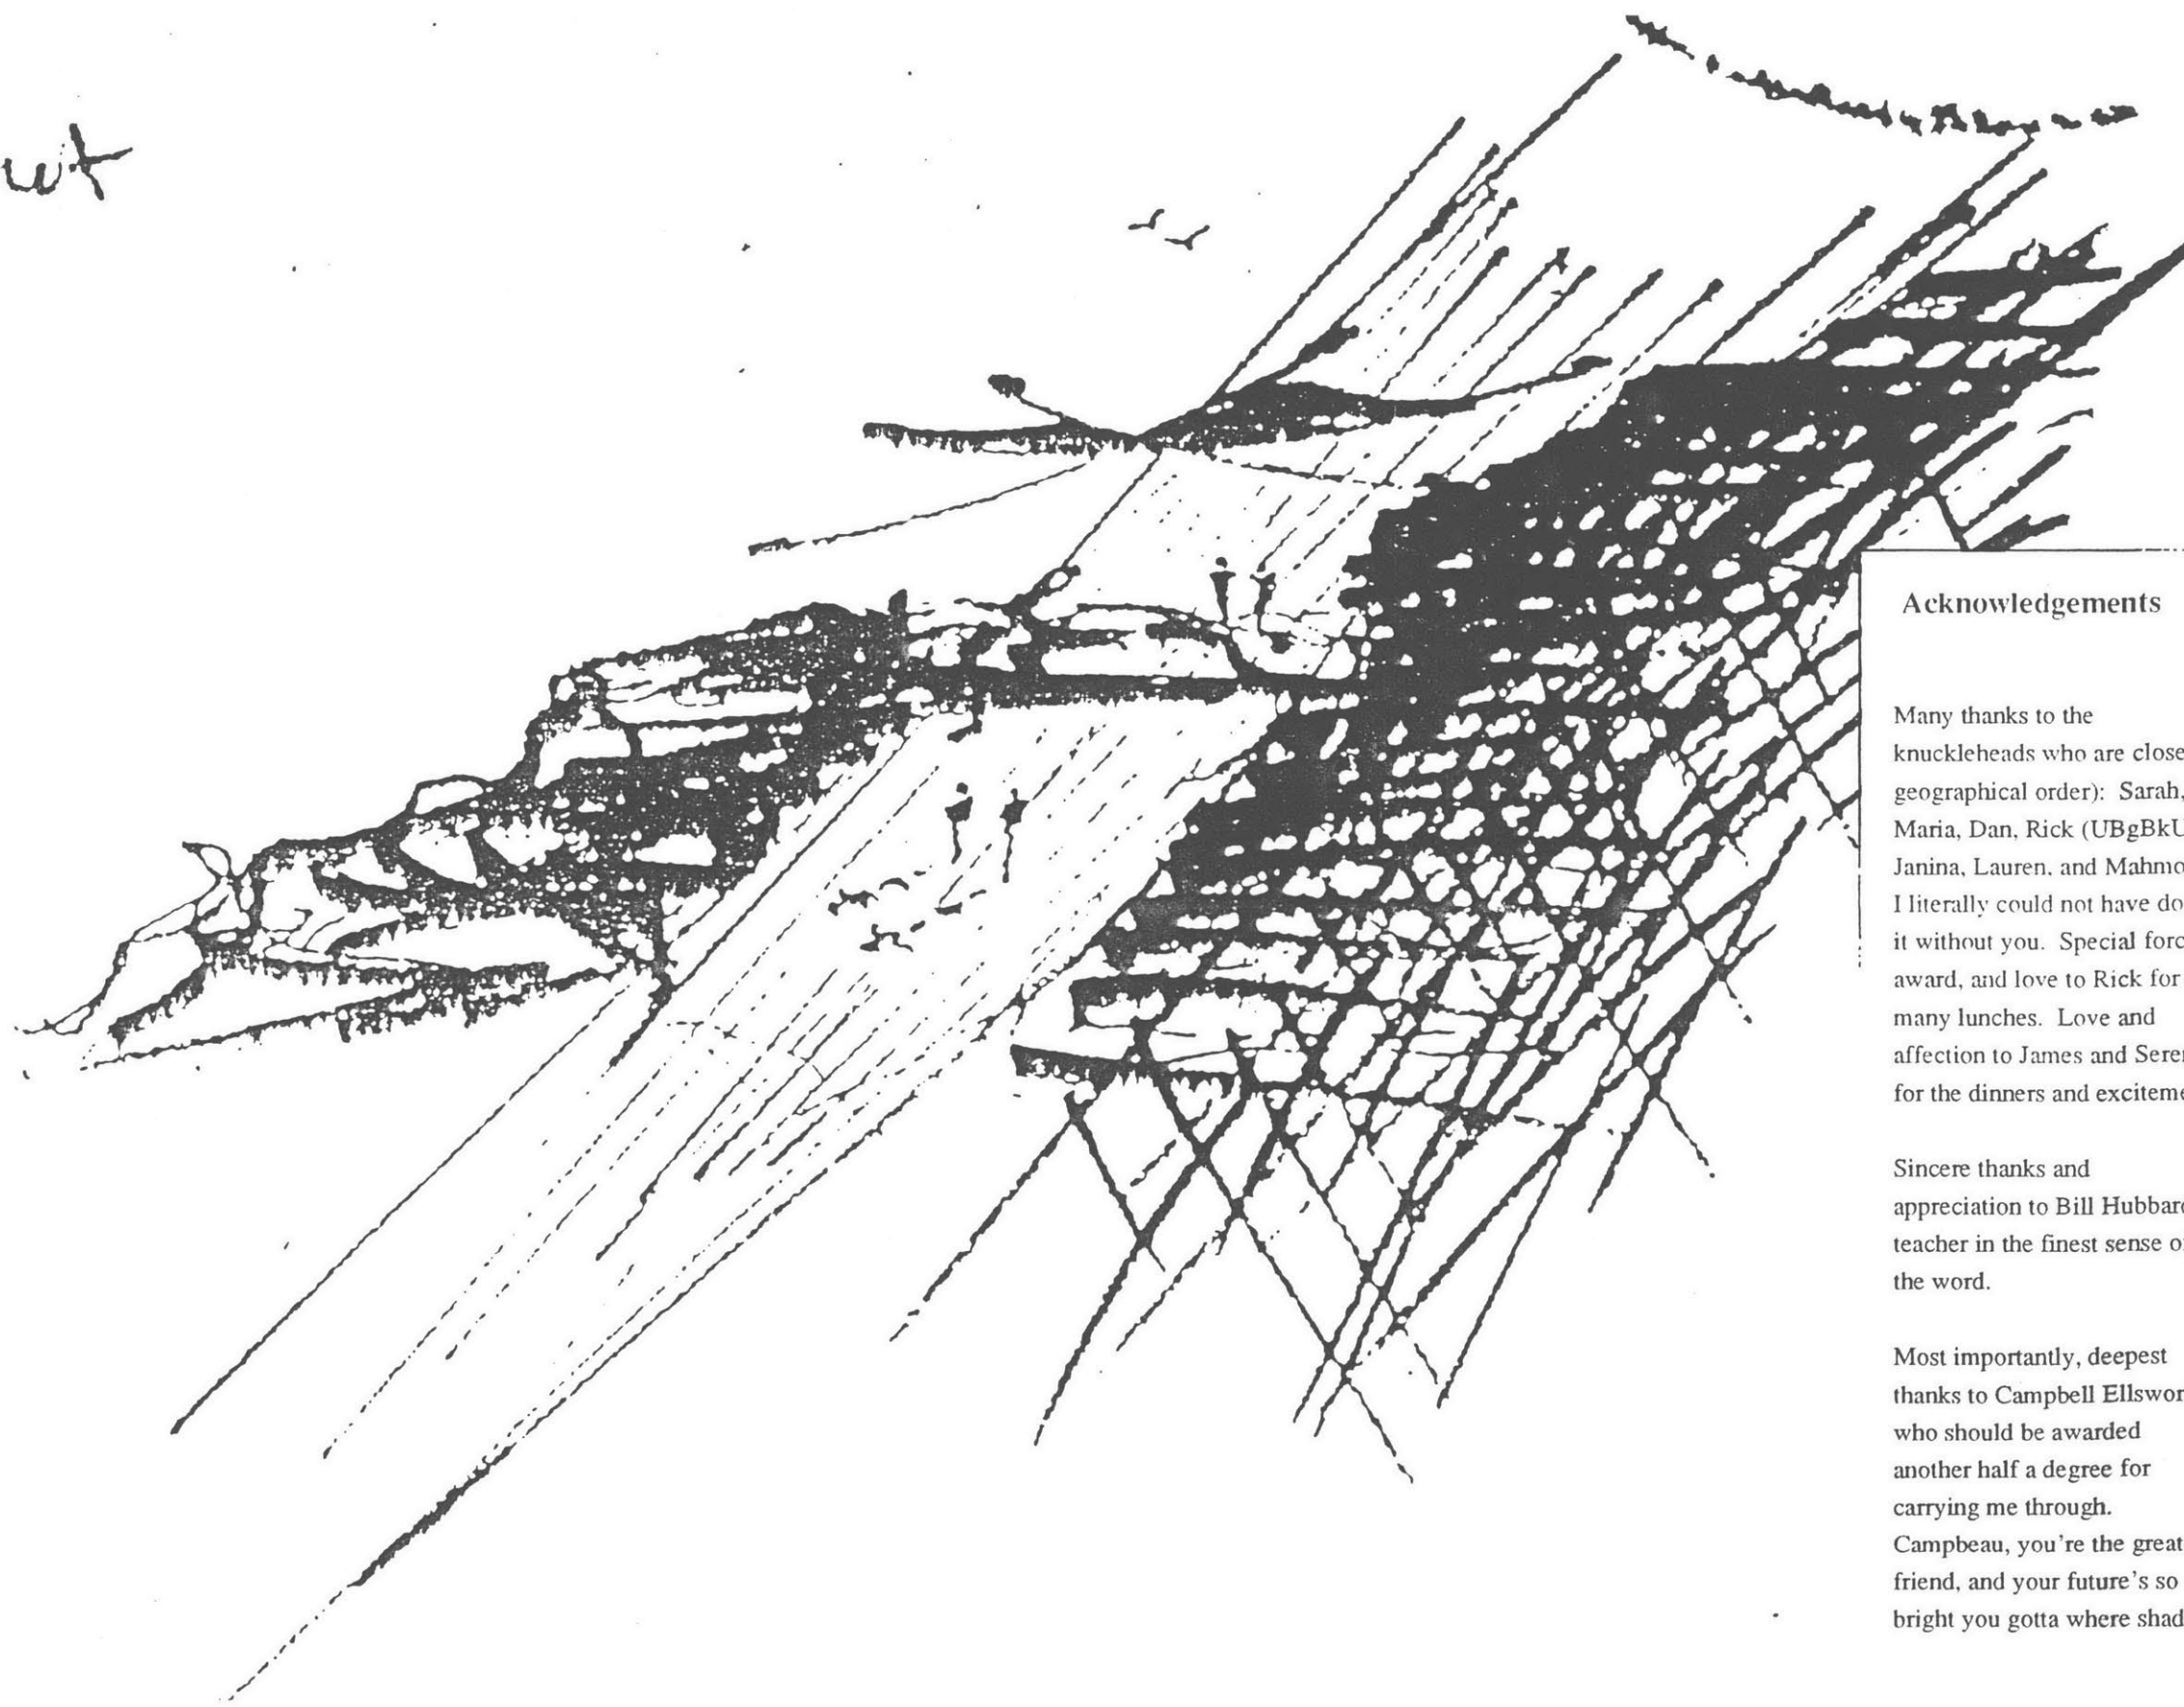 Acknowledgements
Many thanks to the
knuckleheads who are close
geographical order): Sarah,
Maria, Dan, Rick (UBgBkU
Janina, Lauren, and Mahmo
I literally could not have do
it without you. Special forc
award, and love to Rick for
many lunches. Love and
affection to James and Sere
for the dinners and exciteme
Sincere thanks and
appreciation to Bill Hubbard
teacher in the finest sense o
the word.
Most importantly, deepest
thanks to Campbell Ellswor
who should be awarded
another half a degree for
carrying me through.
Campbeau, you're the great
friend, and your future's so
bright you gotta where shad